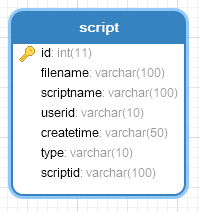 script
id: int(11)
filename: varchar(100)
scriptname: varchar(100)
userid: varchar(10)
createtime: varchar(50)
type: varchar(10)
scriptid: varchar(100)